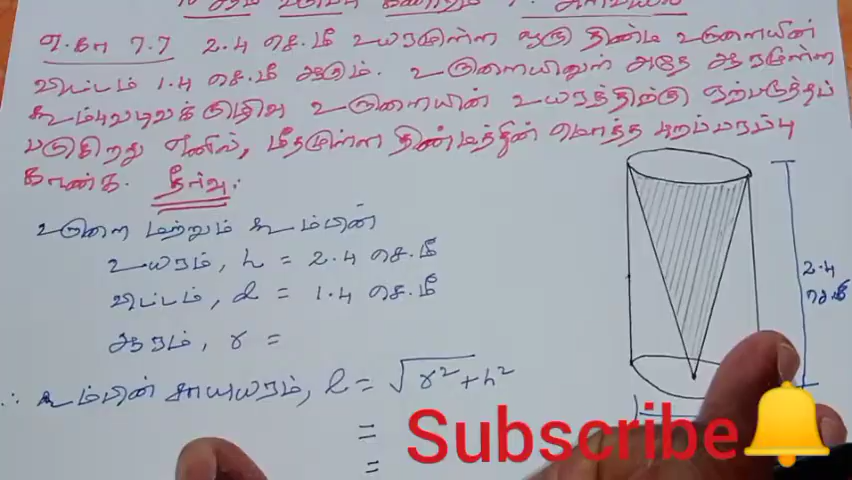 எ.கா 7.7 2.4 செ.மீ உயரமுள்ள ஒரு திண்ம உருளையின்
விட்டம் 1.4 செ.மீ ஆகும். உருளையினுள் அதே ஆரமுள்ள
கூம்புவடிவக் குழிவு உருளையின் உயரத்திற்கு ஏற்படுத்தப்
படுகிறது எனில், மீதமுள்ள திண்மத்தின் மொத்த புறப்பரப்பு
காண்க. தீர்வு:
உருளை மற்றும் கூம்பின்
உயரம், h = 2.4 செ.மீ
விட்டம், d = 1.4 செ.மீ
ஆரம், r =
∴ கூம்பின் சாயுயரம், l = √r²+h²
=
=
2.4
செ.மீ
Subscribe